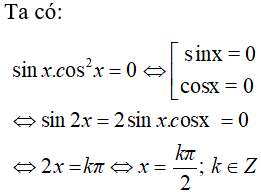 Ta có:
sin x.cos²x = 0 ⇔ [ sinx = 0
cosx = 0
⇔ sin 2x = 2 sin x.cosx = 0
⇔ 2x = kπ ⇔ x = kπ/2; k ∈ Z